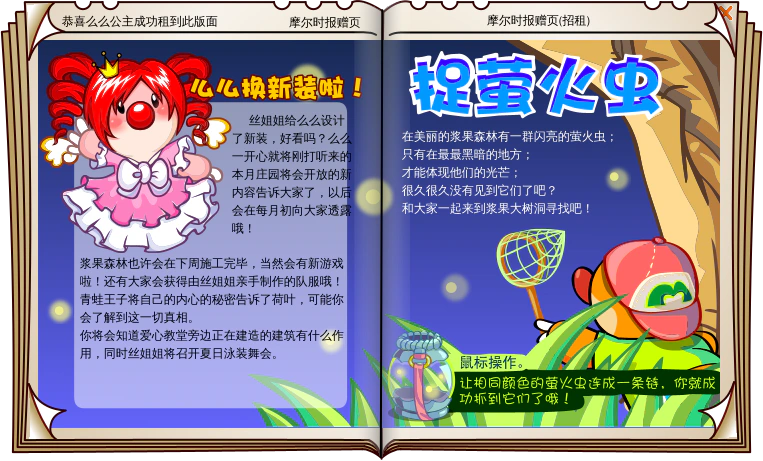 恭喜么么公主成功租到此版面
摩尔时报赠页
么么换新装啦！
丝姐姐给么么设计
了新装，好看吗？么么
一开心就将刚打听来的
本月庄园将会开放的新
内容告诉大家了，以后
会在每月初向大家透露
哦！
浆果森林也许会在下周施工完毕，当然会有新游戏
啦！还有大家会获得由丝姐姐亲手制作的队服哦！
青蛙王子将自己的内心的秘密告诉了荷叶，可能你
会了解到这一切真相。
你将会知道爱心教堂旁边正在建造的建筑有什么作
用，同时丝姐姐将召开夏日泳装舞会。
摩尔时报赠页(招租)
捉萤火虫
在美丽的浆果森林有一群闪亮的萤火虫；
只有在最最黑暗的地方；
才能体现他们的光芒；
很久很久没有见到它们了吧？
和大家一起来到浆果大树洞寻找吧！
鼠标操作。
让相同颜色的萤火虫连成一条链，你就成
功抓到它们了哦！